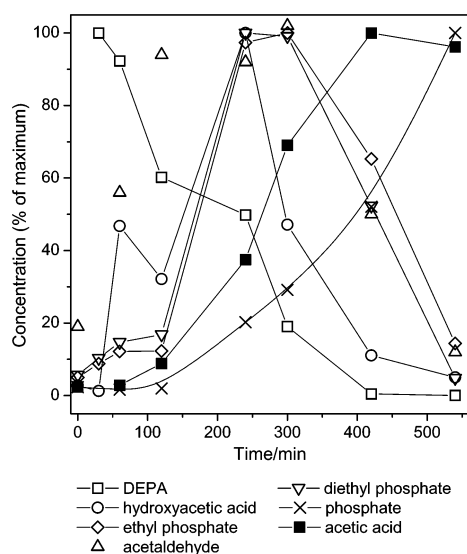 Concentration (% of maximum)
100
80
60
40
20
0
0 100 200 300 400 500
Time/min
DEPA
diethyl phosphate
hydroxyacetic acid
phosphate
ethyl phosphate
acetic acid
acetaldehyde